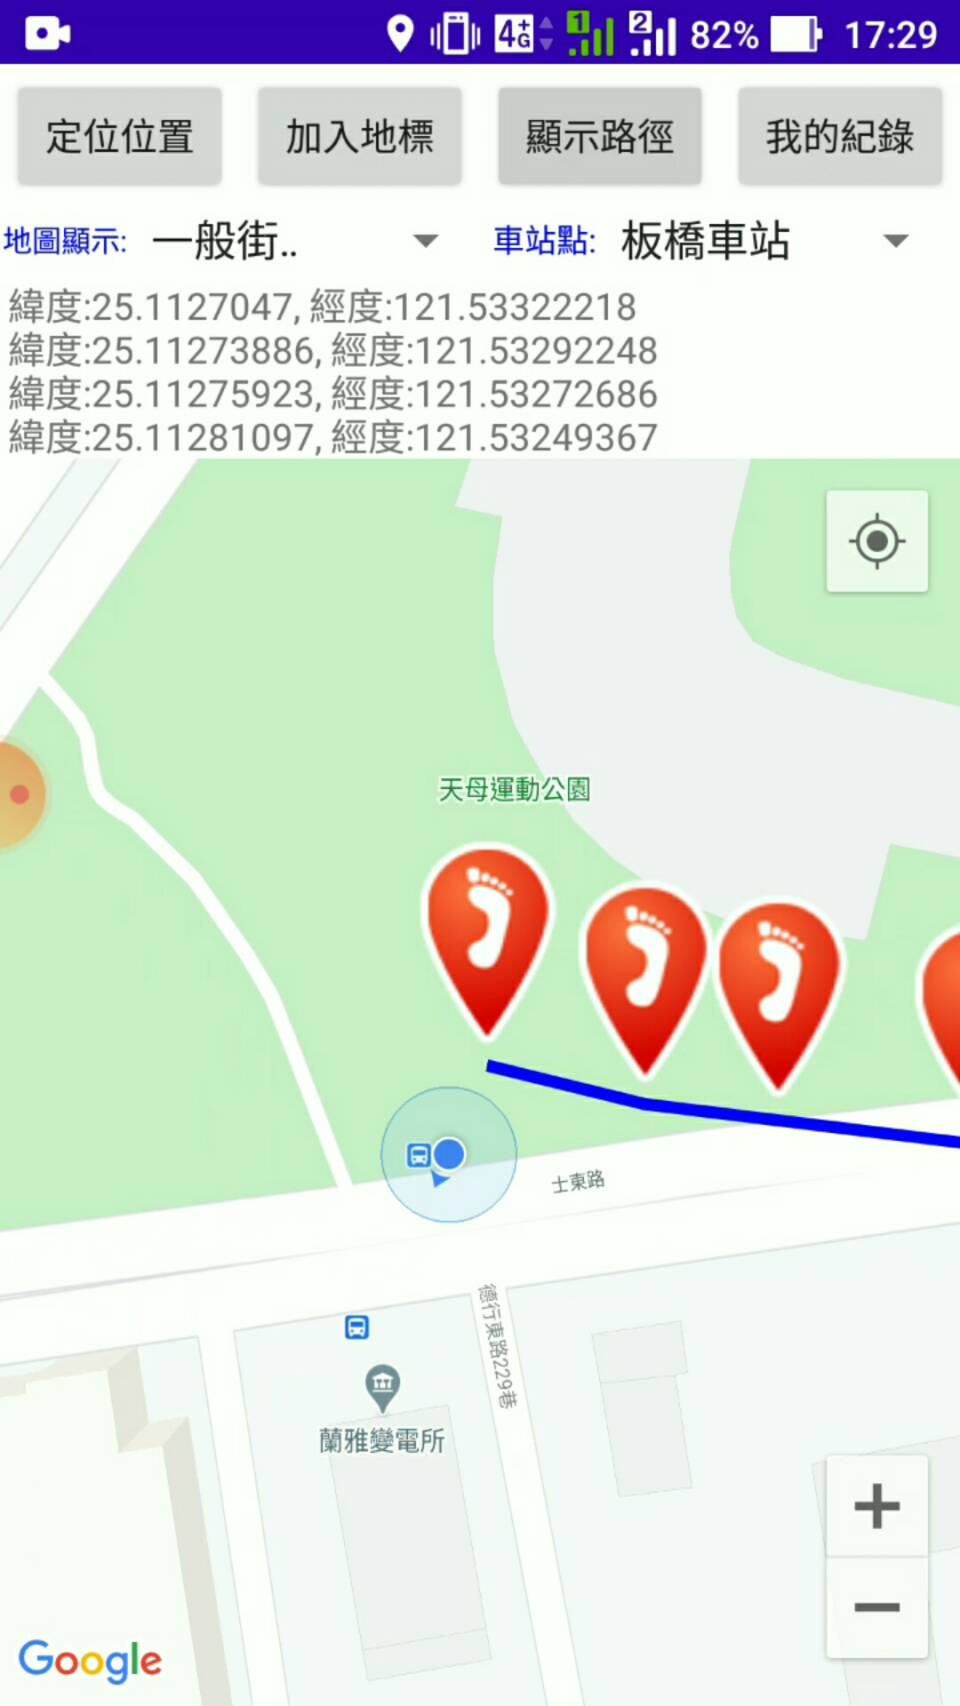 1 2 4G+ 82% 17:29
定位位置 加入地標 顯示路徑 我的紀錄
地圖顯示: 一般街.. 車站點: 板橋車站
緯度:25.1127047, 經度:121.53322218
緯度:25.11273886, 經度:121.53292248
緯度:25.11275923, 經度:121.53272686
緯度:25.11281097, 經度:121.53249367
天母運動公園
士東路
德行東路229巷
蘭雅變電所
Google